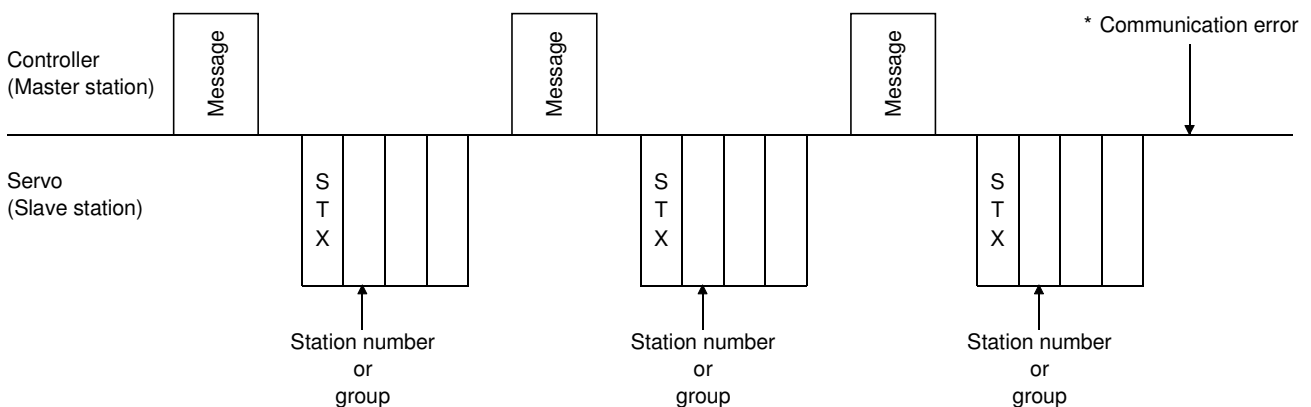 * Communication error
Controller
(Master station)
Message
Message
Message
Servo
(Slave station)
S
T
X
S
T
X
S
T
X
Station number
or
group
Station number
or
group
Station number
or
group